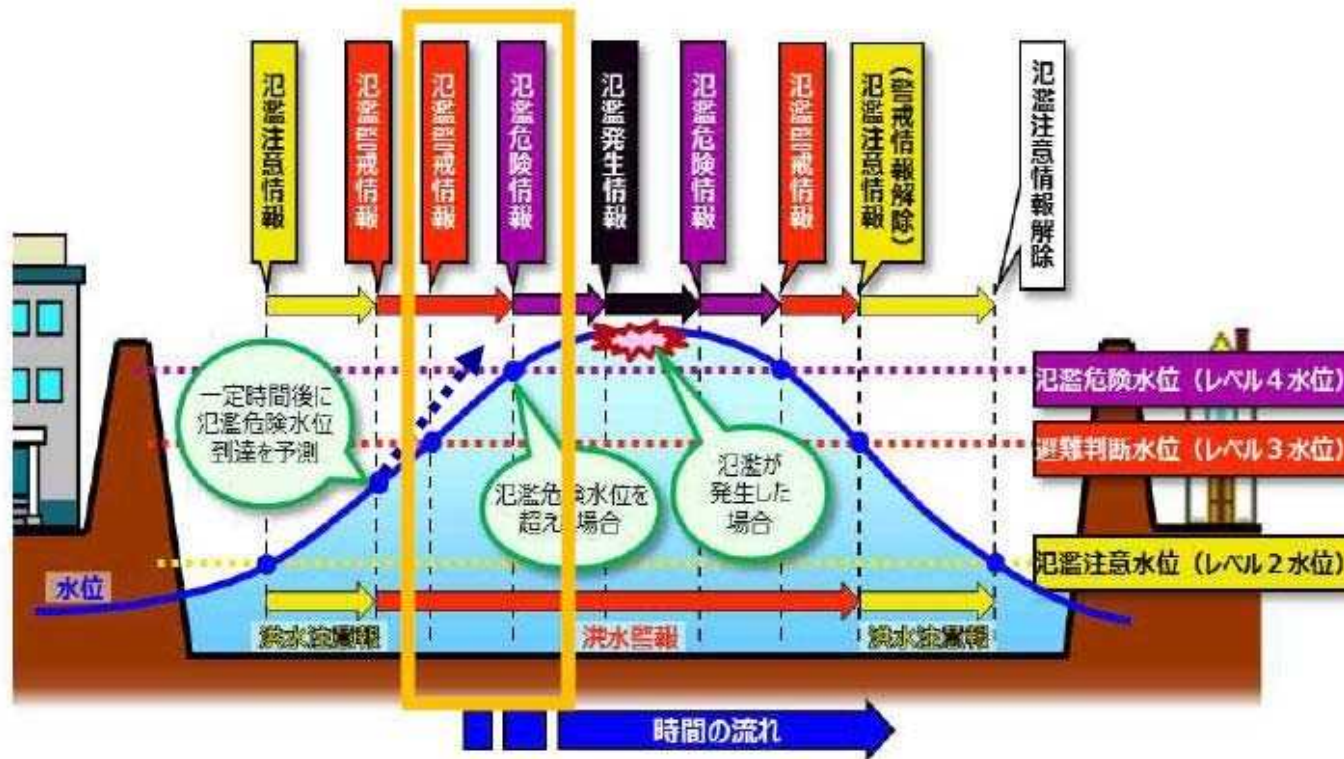 氾濫注意情報
氾濫警戒情報
氾濫警戒情報
氾濫危険情報
氾濫発生情報
氾濫危険情報
氾濫警戒情報
氾濫注意情報
（警戒情報解除）
氾濫注意情報解除
一定時間後に
氾濫危険水位
到達を予測
氾濫危険水位を
超えた場合
氾濫が
発生した
場合
氾濫危険水位（レベル４水位）
避難判断水位（レベル３水位）
氾濫注意水位（レベル２水位）
水位
洪水注意報
洪水警報
洪水注意報
時間の流れ